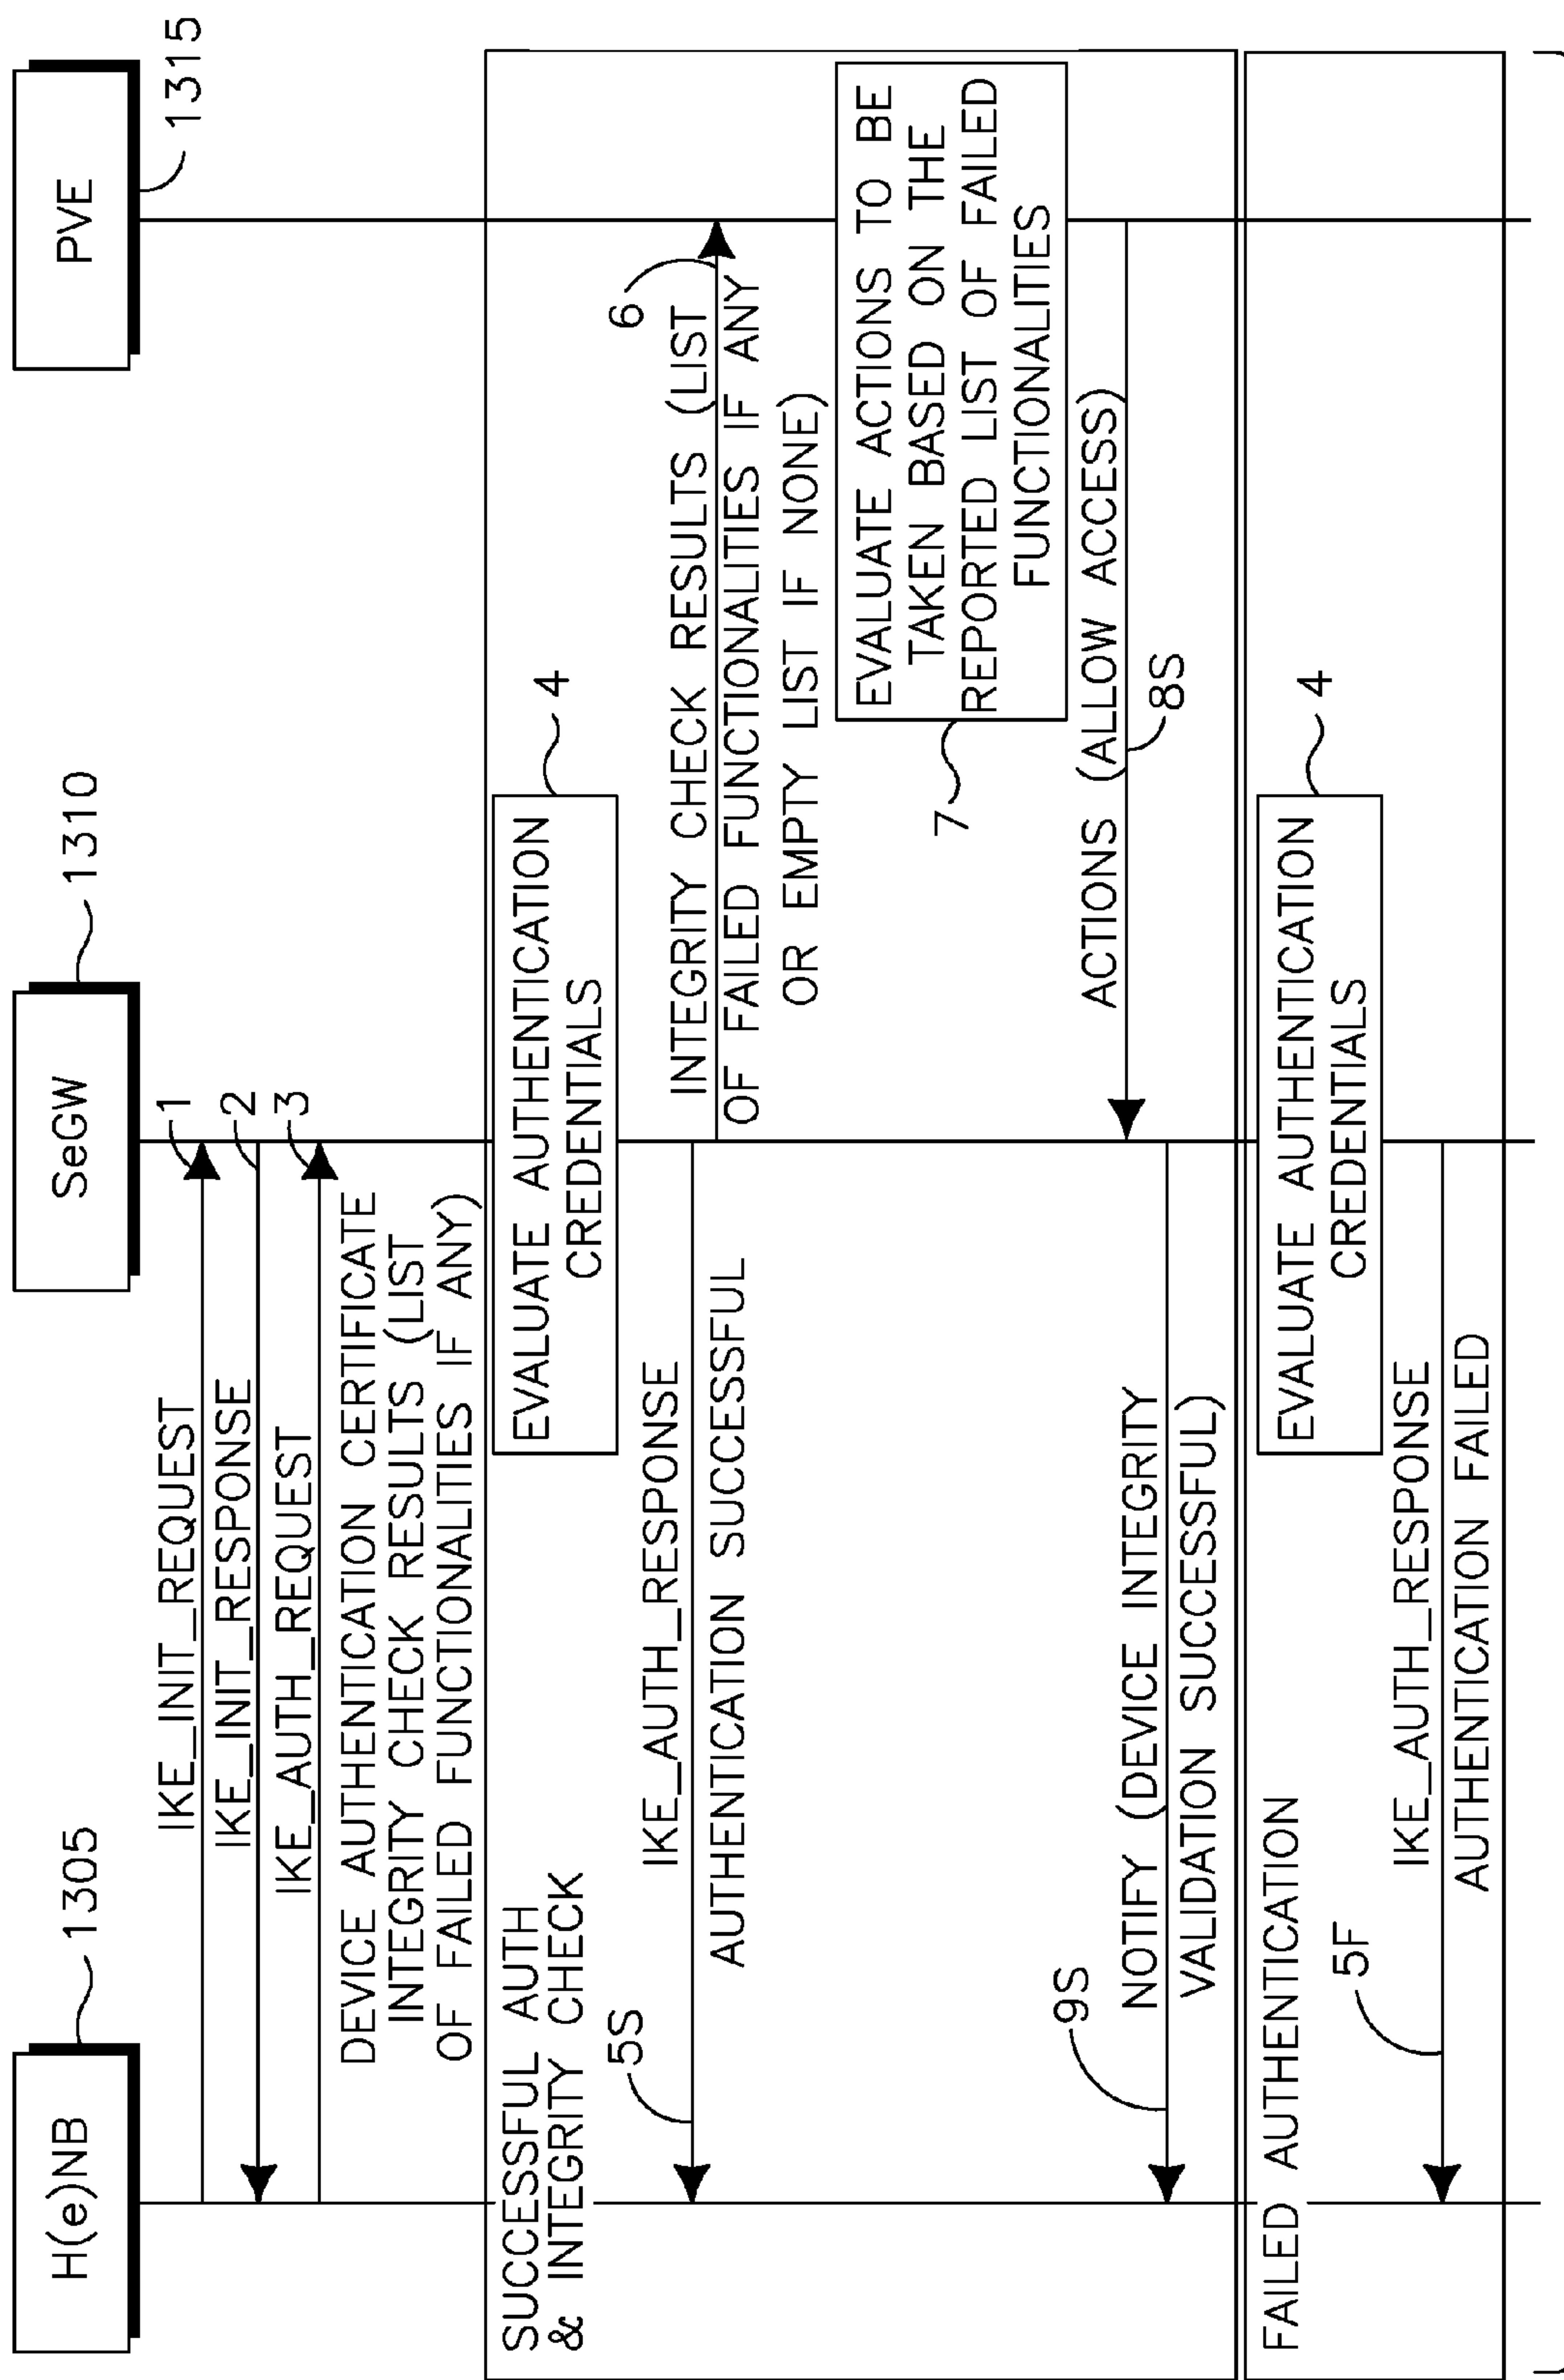 H(e)NB
1305
SeGW
1310
PVE
1315
IKE_INIT_REQUEST
1
IKE_INIT_RESPONSE
2
IKE_AUTH_REQUEST
3
DEVICE AUTHENTICATION CERTIFICATE
INTEGRITY CHECK RESULTS (LIST
OF FAILED FUNCTIONALITIES IF ANY)
SUCCESSFUL AUTH
& INTEGRITY CHECK
EVALUATE AUTHENTICATION
CREDENTIALS
4
5S
IKE_AUTH_RESPONSE
AUTHENTICATION SUCCESSFUL
6
INTEGRITY CHECK RESULTS (LIST
OF FAILED FUNCTIONALITIES IF ANY
OR EMPTY LIST IF NONE)
7
EVALUATE ACTIONS TO BE
TAKEN BASED ON THE
REPORTED LIST OF FAILED
FUNCTIONALITIES
ACTIONS (ALLOW ACCESS)
8S
9S
NOTIFY (DEVICE INTEGRITY
VALIDATION SUCCESSFUL)
FAILED AUTHENTICATION
EVALUATE AUTHENTICATION
CREDENTIALS
4
5F
IKE_AUTH_RESPONSE
AUTHENTICATION FAILED